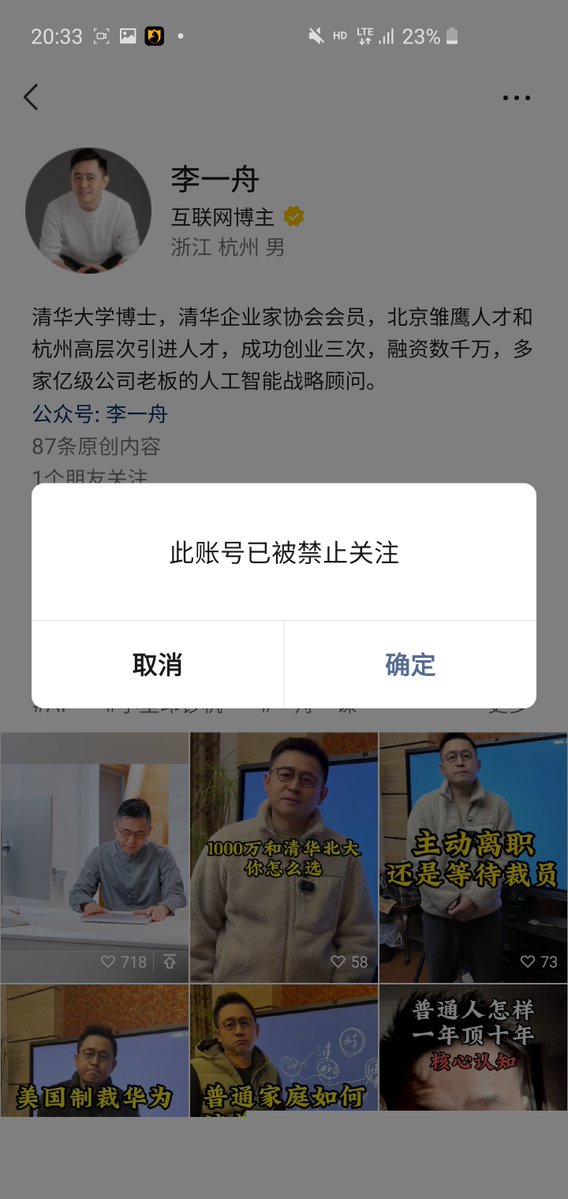 20:33
HD
LTE
23%
李一舟
互联网博主
浙江 杭州 男
清华大学博士，清华企业家协会会员，北京雏鹰人才和
杭州高层次引进人才，成功创业三次，融资数千万，多
家亿级公司老板的人工智能战略顾问。
公众号: 李一舟
87条原创内容
1个朋友关注
此账号已被禁止关注
取消
确定
718
1000万和清华北大
你怎么选
58
主动离职
还是等待裁员
73
美国制裁华为
普通家庭如何
普通人怎样
一年顶十年
核心认知